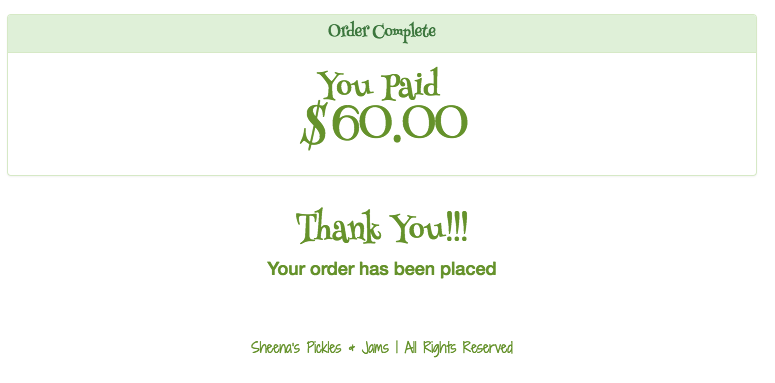 Order Complete
You Paid
$60.00
Thank You!!!
Your order has been placed
Sheena's Pickles & Jams | All Rights Reserved